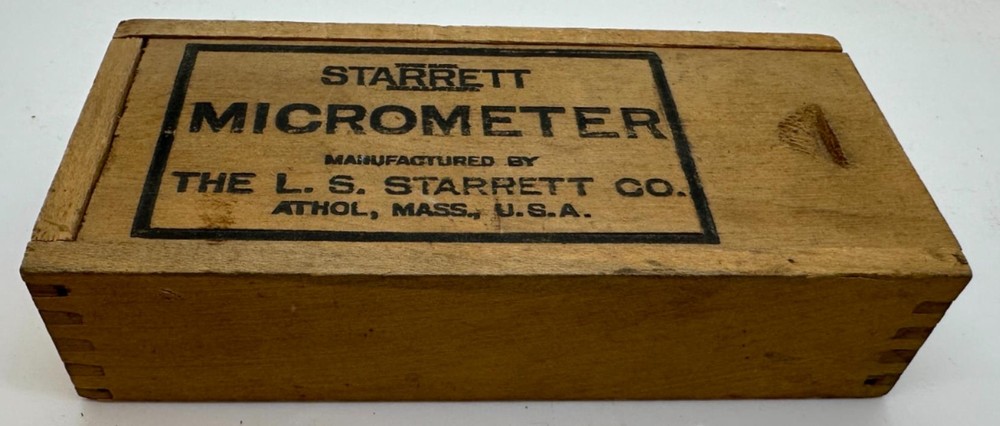 STARRETT
MICROMETER
MANUFACTURED BY
THE L. S. STARRETT CO.
ATHOL, MASS., U.S.A.